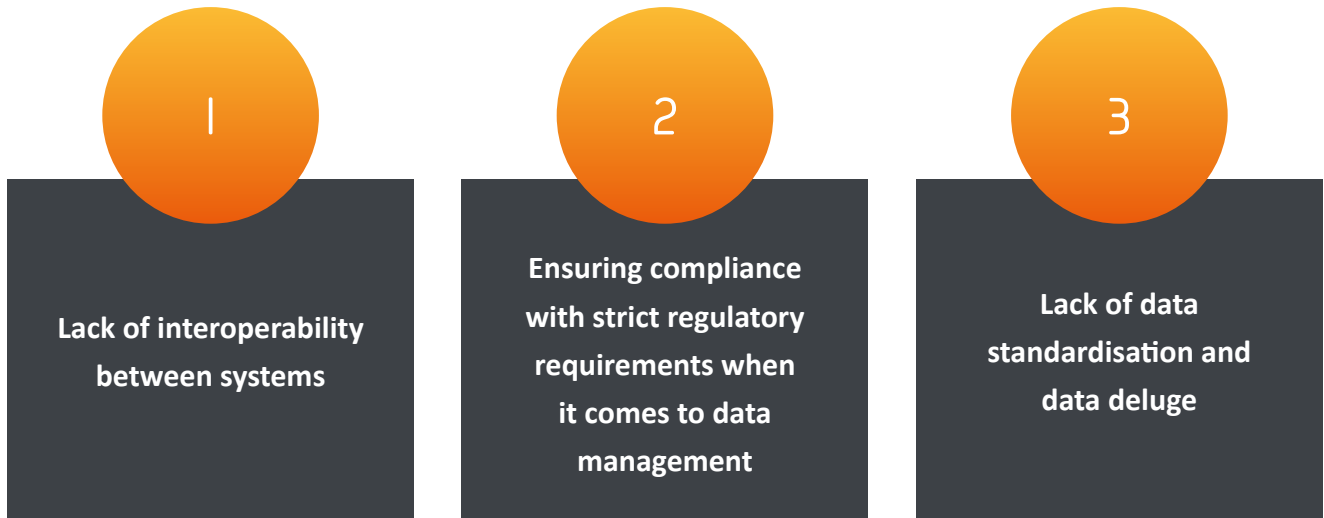 1
Lack of interoperability
between systems
2
Ensuring compliance
with strict regulatory
requirements when
it comes to data
management
3
Lack of data
standardisation and
data deluge